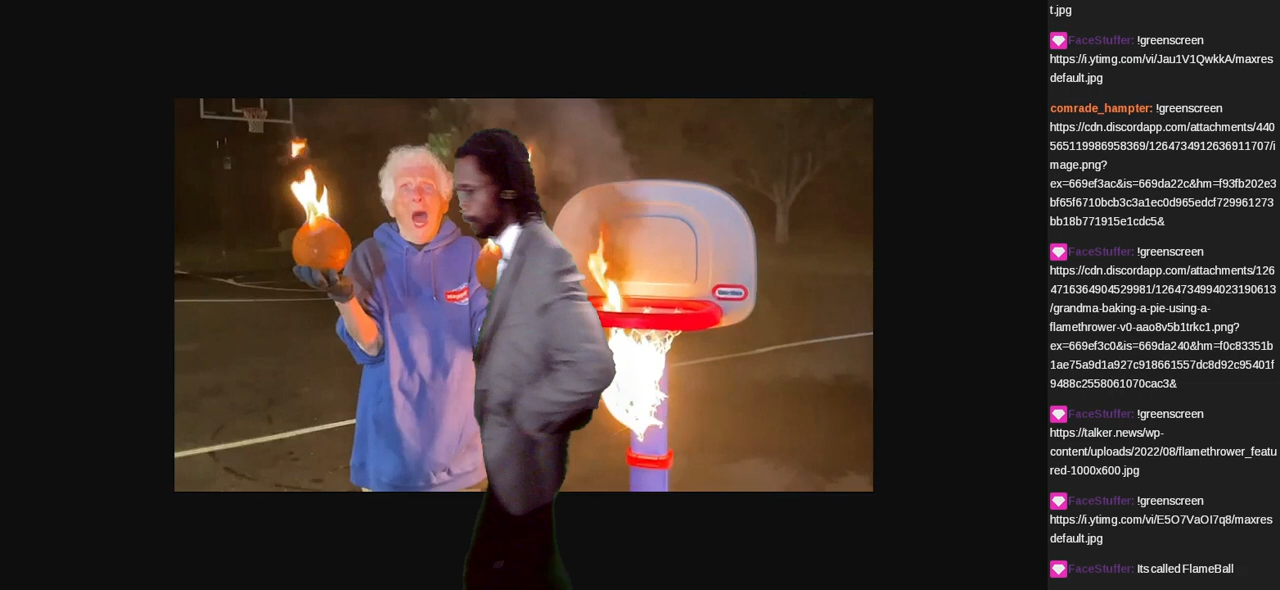 t.jpg
FaceStuffer: !greenscreen
https://i.ytimg.com/vi/Jau1V1QwkkA/maxres
default.jpg
comrade_hampter: !greenscreen
https://cdn.discordapp.com/attachments/440
565119986958369/1264734912636911707/i
mage.png?
ex=669ef3ac&is=669da22c&hm=f93fb202e3
bf65f6710bcb3c3a1ec0d965edcf729961273
bb18b771915e1cdc5&
FaceStuffer: !greenscreen
https://cdn.discordapp.com/attachments/126
4716364904529981/1264734994023190613
/grandma-baking-a-pie-using-a-
flamethrower-v0-aao8v5b1trkc1.png?
ex=669ef3c0&is=669da240&hm=f0c83351b
1ae75a9d1a927c918661557dc8d92c95401f
9488c2558061070cac3&
FaceStuffer: !greenscreen
https://talker.news/wp-
content/uploads/2022/08/flamethrower_featu
red-1000x600.jpg
FaceStuffer: !greenscreen
https://i.ytimg.com/vi/E5O7VaOI7q8/maxres
default.jpg
FaceStuffer: Its called FlameBall